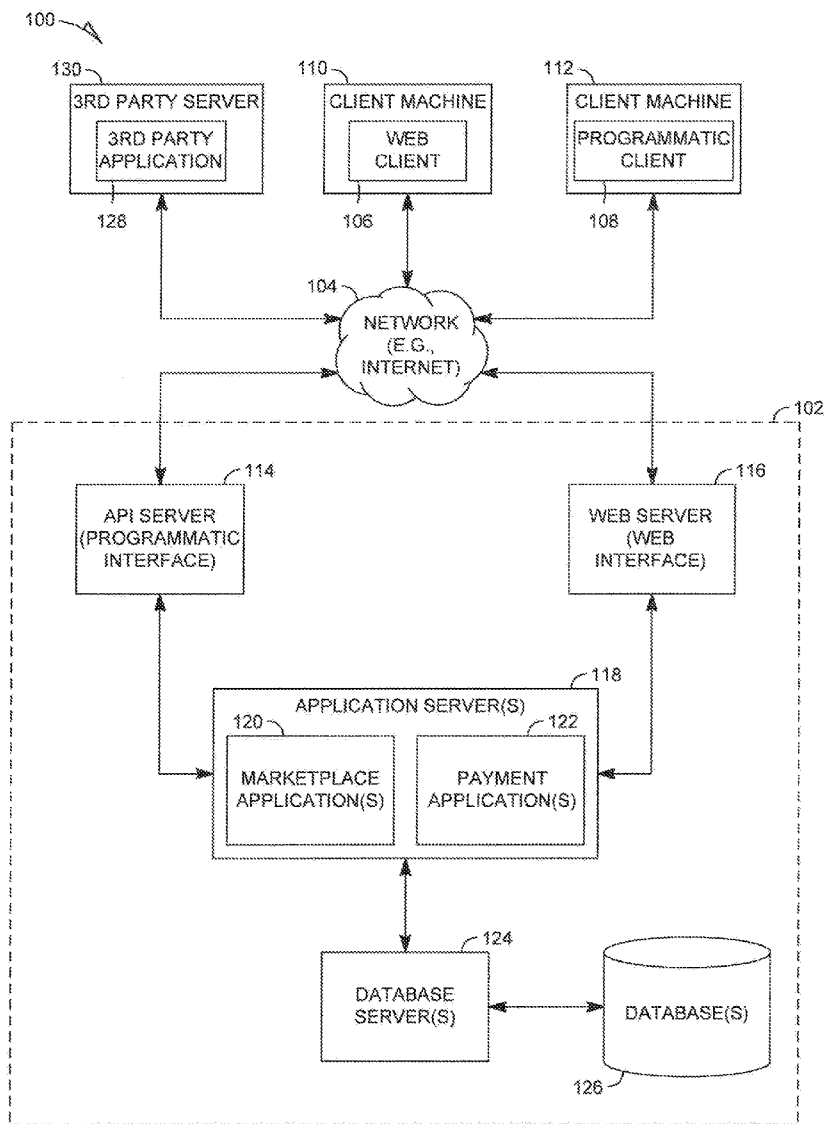 100
130
3RD PARTY SERVER
3RD PARTY
APPLICATION
128
110
CLIENT MACHINE
WEB
CLIENT
106
112
CLIENT MACHINE
PROGRAMMATIC
CLIENT
108
104
NETWORK
(E.G.,
INTERNET)
102
114
API SERVER
(PROGRAMMATIC
INTERFACE)
116
WEB SERVER
(WEB
INTERFACE)
118
APPLICATION SERVER(S)
120
MARKETPLACE
APPLICATION(S)
122
PAYMENT
APPLICATION(S)
124
DATABASE
SERVER(S)
DATABASE(S)
126